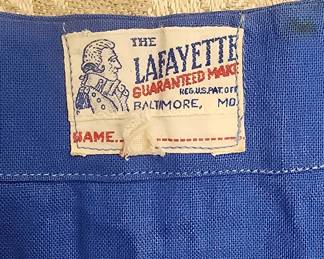 THE
LAFAYETTE
GUARANTEED MAKE
REG. U.S. PAT. OFF.
BALTIMORE, MD.
NAME